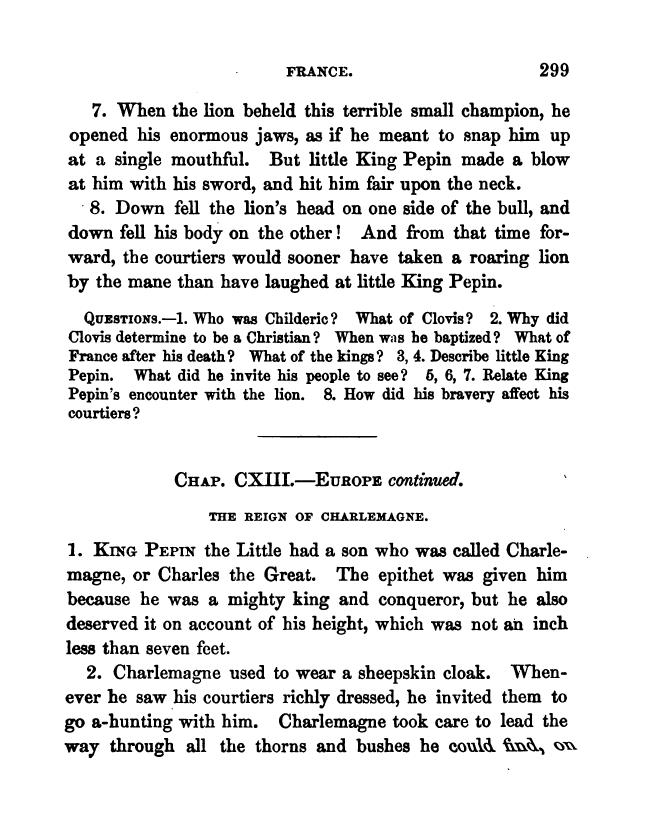 FRANCE. 299
7. When the lion beheld this terrible small champion, he
opened his enormous jaws, as if he meant to snap him up
at a single mouthful. But little King Pepin made a blow
at him with his sword, and hit him fair upon the neck.
8. Down fell the lion's head on one side of the bull, and
down fell his body on the other! And from that time for-
ward, the courtiers would sooner have taken a roaring lion
by the mane than have laughed at little King Pepin.
QUESTIONS.—1. Who was Childeric? What of Clovis? 2. Why did
Clovis determine to be a Christian? When was he baptized? What of
France after his death? What of the kings? 3, 4. Describe little King
Pepin. What did he invite his people to see? 5, 6, 7. Relate King
Pepin's encounter with the lion. 8. How did his bravery affect his
courtiers?
CHAP. CXIII.—EUROPE continued.
THE REIGN OF CHARLEMAGNE.
1. KING PEPIN the Little had a son who was called Charle-
magne, or Charles the Great. The epithet was given him
because he was a mighty king and conqueror, but he also
deserved it on account of his height, which was not an inch
less than seven feet.
2. Charlemagne used to wear a sheepskin cloak. When-
ever he saw his courtiers richly dressed, he invited them to
go a-hunting with him. Charlemagne took care to lead the
way through all the thorns and bushes he could find, on